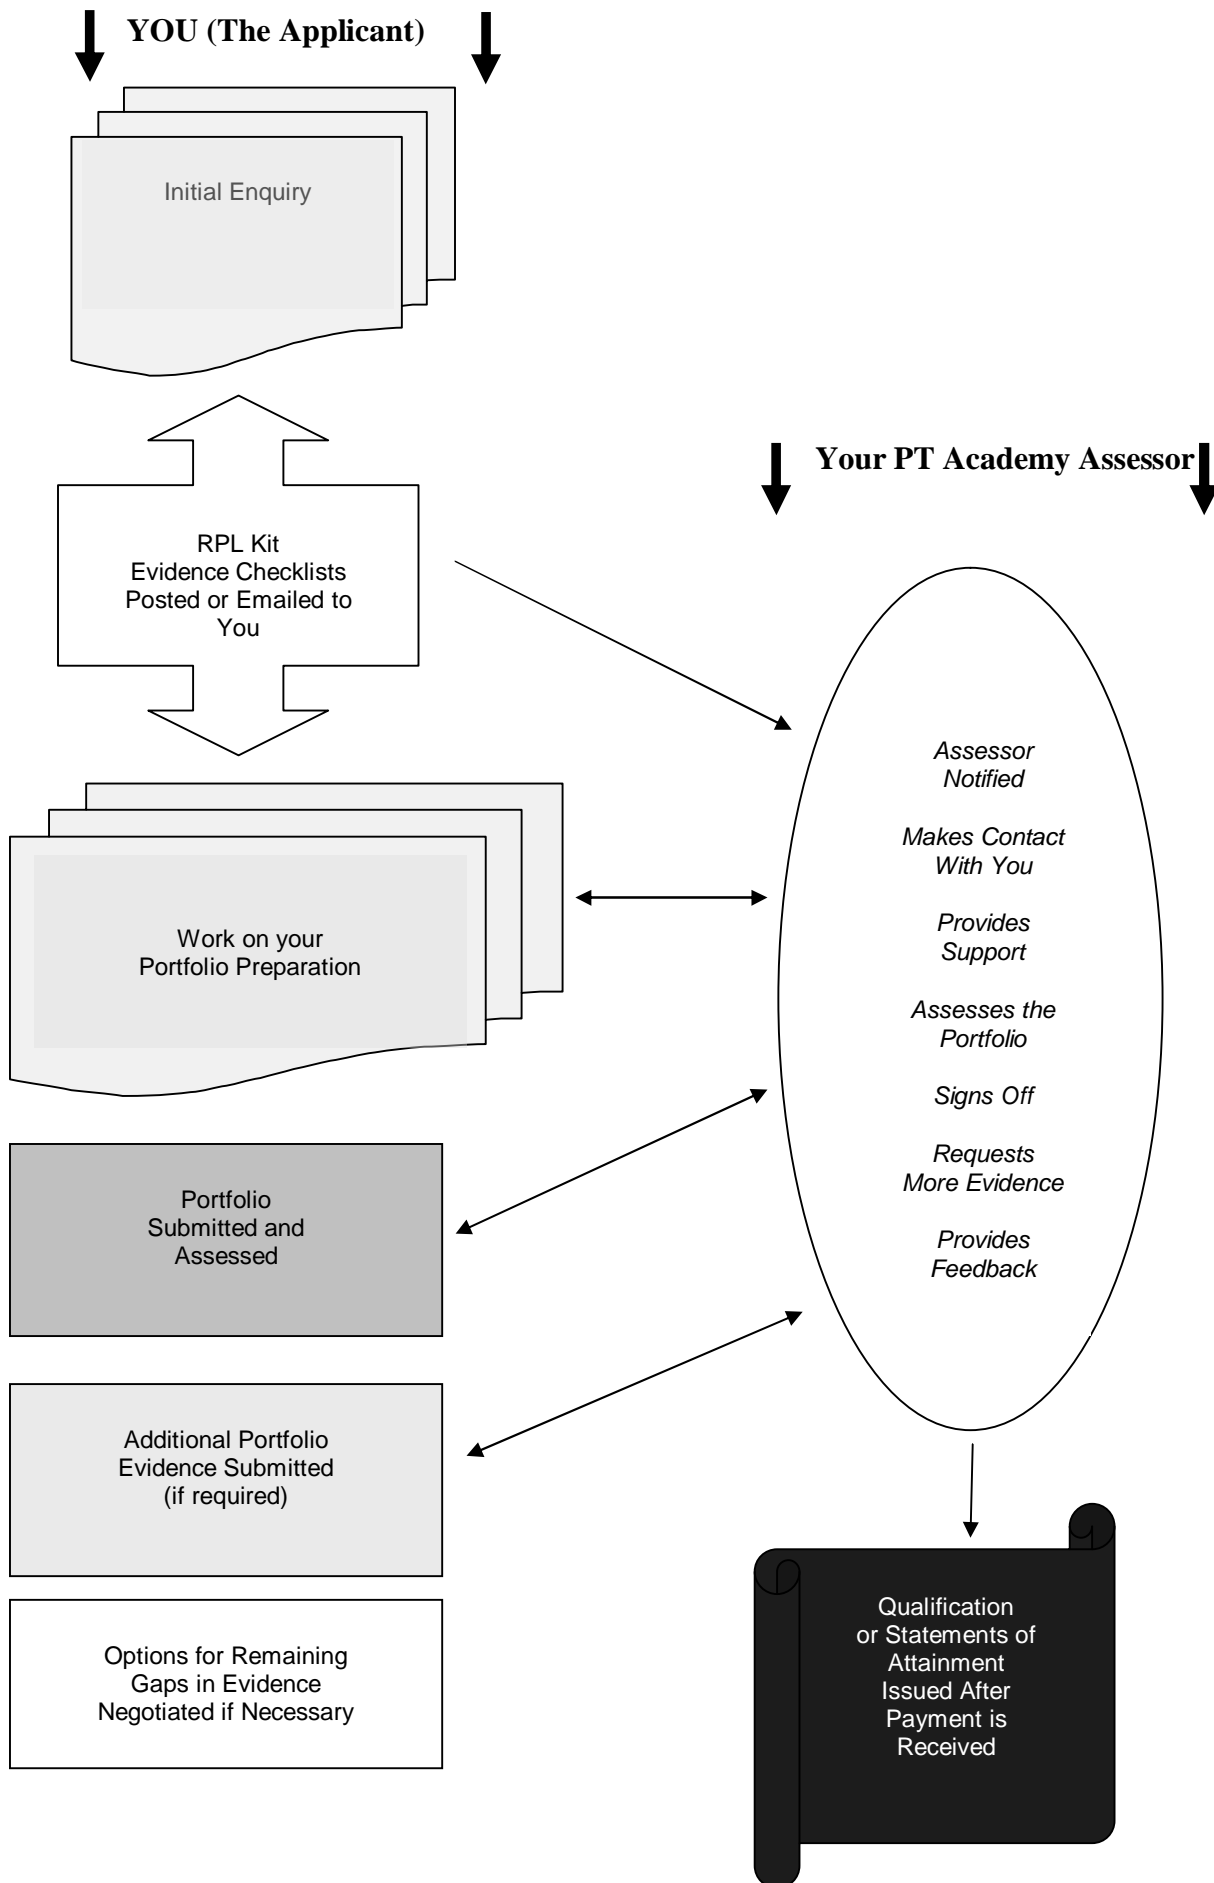 YOU (The Applicant)
Initial Enquiry
RPL Kit
Evidence Checklists
Posted or Emailed to
You
Work on your
Portfolio Preparation
Portfolio
Submitted and
Assessed
Additional Portfolio
Evidence Submitted
(if required)
Options for Remaining
Gaps in Evidence
Negotiated if Necessary
Your PT Academy Assessor
Assessor
Notified
Makes Contact
With You
Provides
Support
Assesses the
Portfolio
Signs Off
Requests
More Evidence
Provides
Feedback
Qualification
or Statements of
Attainment
Issued After
Payment is
Received